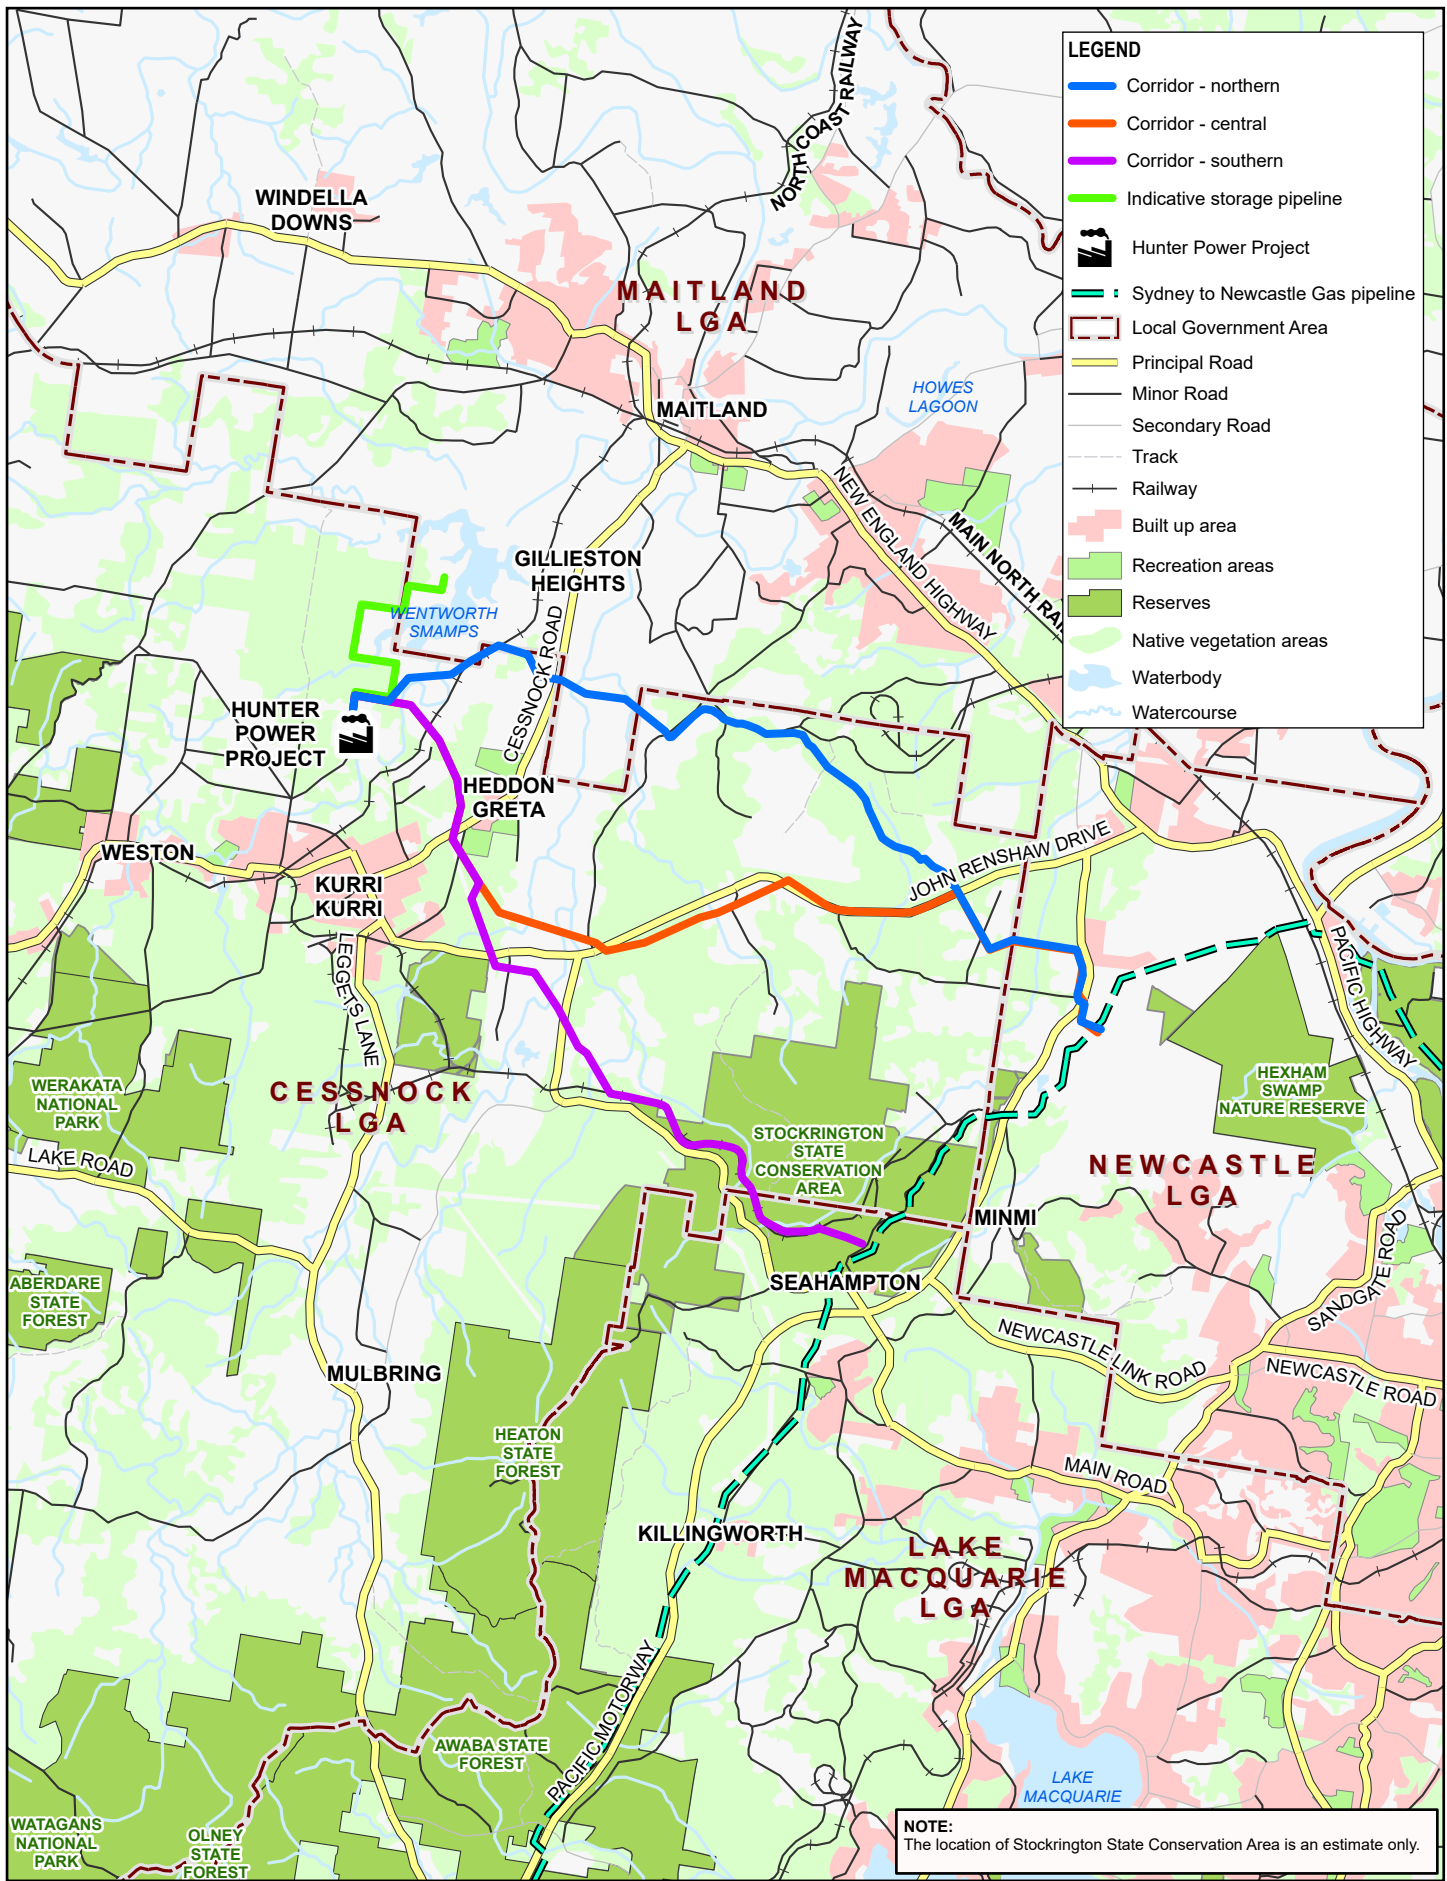 LEGEND
Corridor - northern
Corridor - central
Corridor - southern
Indicative storage pipeline
Hunter Power Project
Sydney to Newcastle Gas pipeline
Local Government Area
Principal Road
Minor Road
Secondary Road
Track
Railway
Built up area
Recreation areas
Reserves
Native vegetation areas
Waterbody
Watercourse
NORTH COAST RAILWAY
WINDELLA
DOWNS
MAITLAND
LGA
HOWES
LAGOON
MAITLAND
NEW ENGLAND HIGHWAY
MAIN NORTH RAI
GILLIESTON
HEIGHTS
WENTWORTH
SMAMPS
CESSNOCK ROAD
HUNTER
POWER
PROJECT
HEDDON
GRETA
WESTON
KURRI
KURRI
JOHN RENSHAW DRIVE
LEGGETS LANE
PACIFIC HIGHWAY
WERAKATA
NATIONAL
PARK
CESSNOCK
LGA
HEXHAM
SWAMP
NATURE RESERVE
STOCKRINGTON
STATE
CONSERVATION
AREA
LAKE ROAD
NEWCASTLE
LGA
MINMI
SANDGATE ROAD
ABERDARE
STATE
FOREST
SEAHAMPTON
NEWCASTLE LINK ROAD
NEWCASTLE ROAD
MULBRING
HEATON
STATE
FOREST
MAIN ROAD
KILLINGWORTH
LAKE
MACQUARIE
LGA
PACIFIC MOTORWAY
AWABA STATE
FOREST
LAKE
MACQUARIE
WATAGANS
NATIONAL
PARK
OLNEY
STATE
FOREST
NOTE:
The location of Stockrington State Conservation Area is an estimate only.